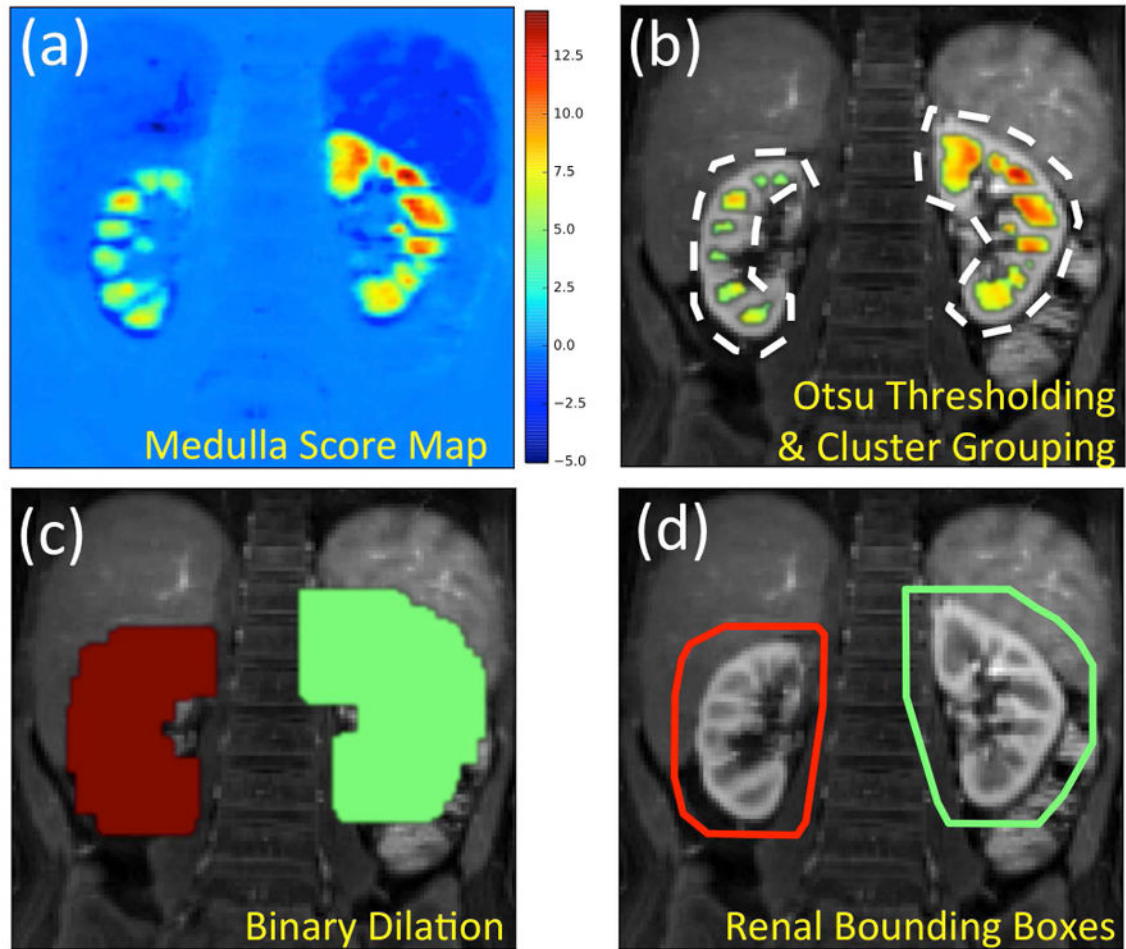 (a)
Medulla Score Map
12.5
10.0
7.5
5.0
2.5
0.0
−2.5
−5.0
(b)
Otsu Thresholding
& Cluster Grouping
(c)
Binary Dilation
(d)
Renal Bounding Boxes